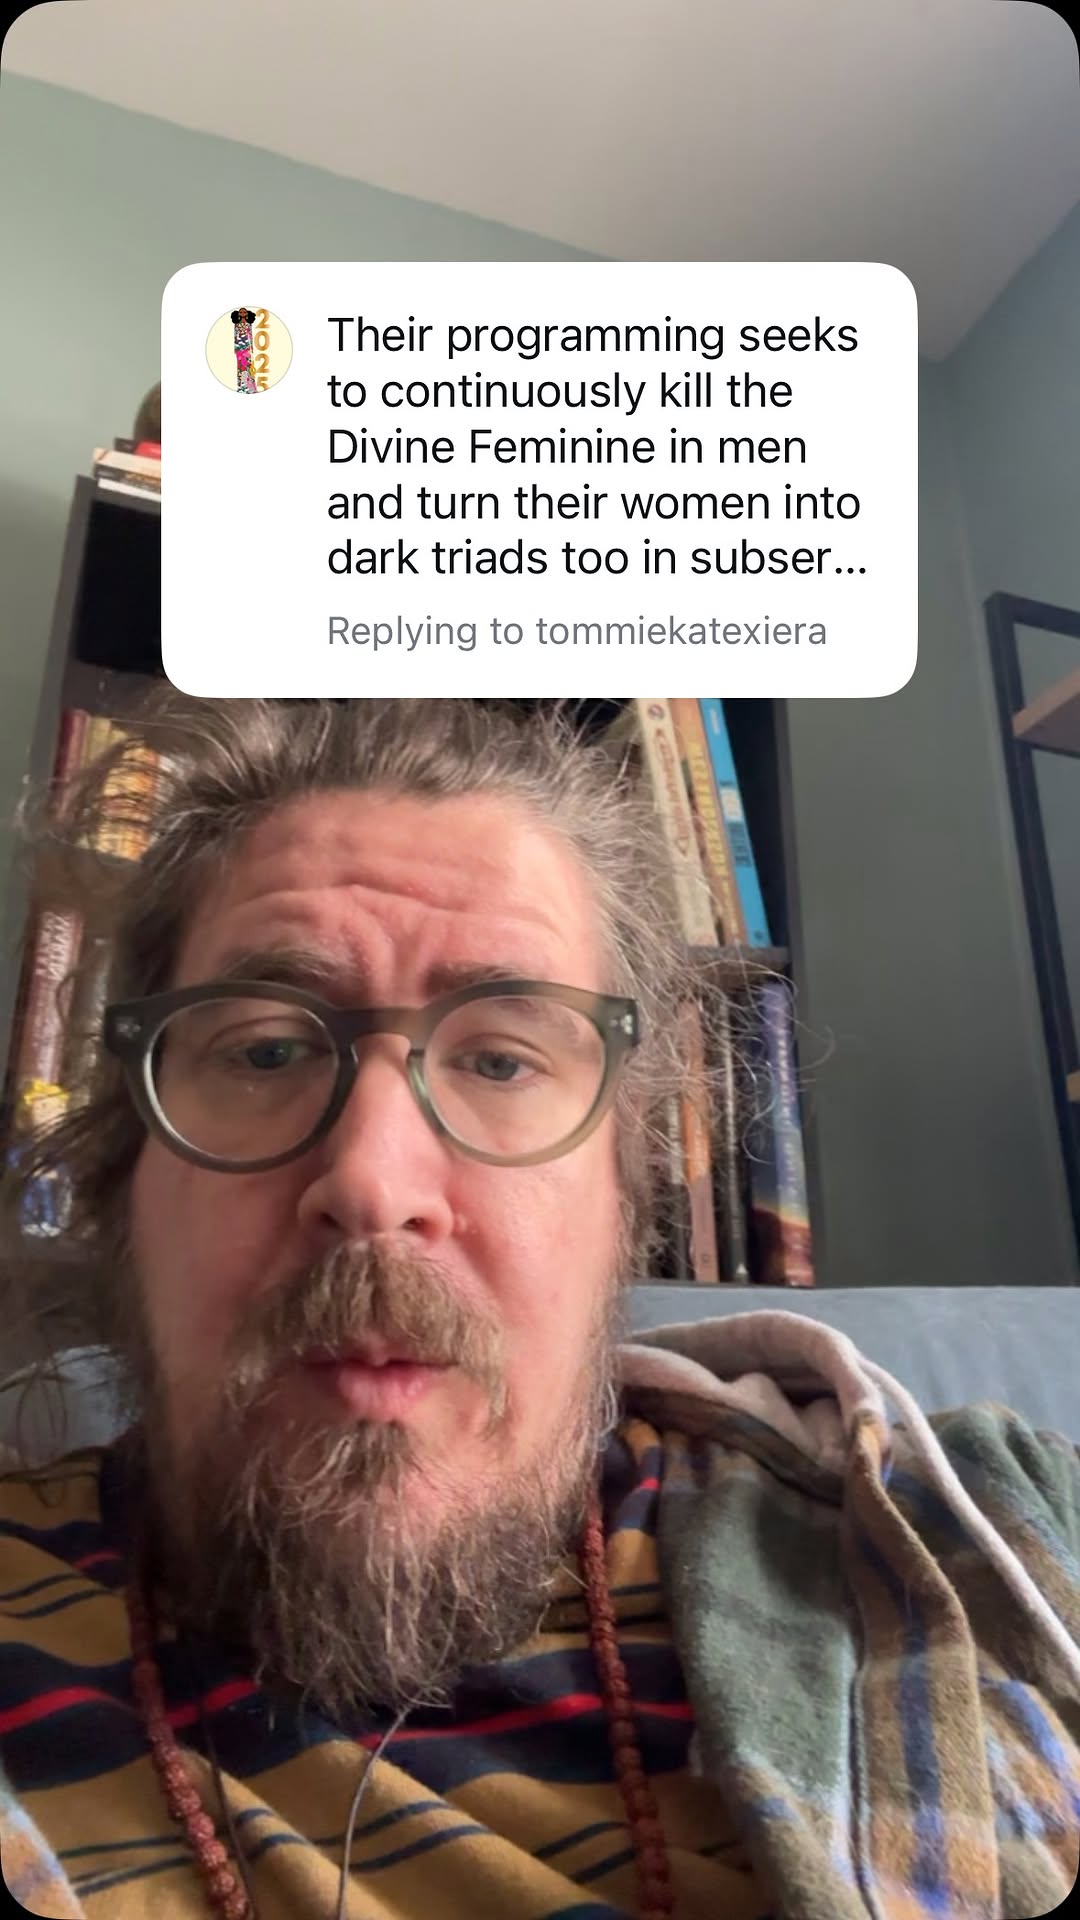 2025
Their programming seeks
to continuously kill the
Divine Feminine in men
and turn their women into
dark triads too in subser...
Replying to tommiekatexiera